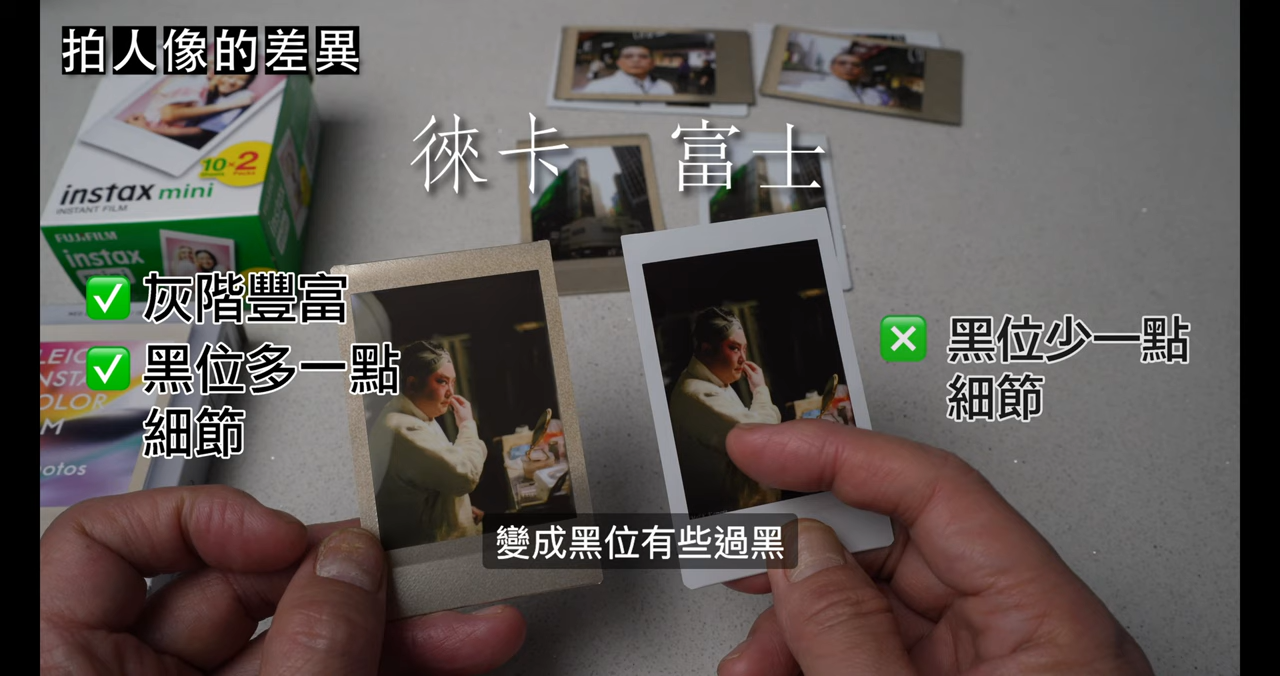 拍人像的差異
徠卡 富士
10×2
instax mini
INSTANT FILM
FUJIFILM
instax
✅ 灰階豐富
✅ 黑位多一點
細節
❎ 黑位少一點
細節
變成黑位有些過黑